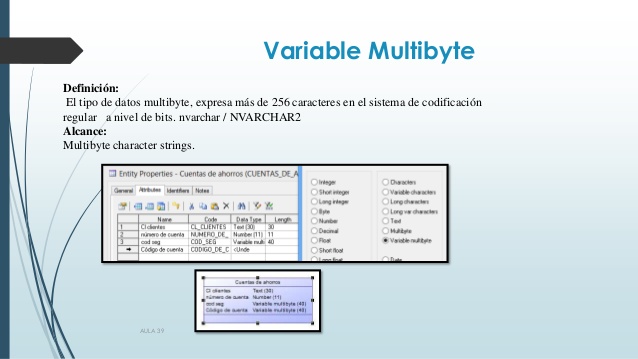 Variable Multibyte
Definición:
El tipo de datos multibyte, expresa más de 256 caracteres en el sistema de codificación
regular a nivel de bits. nvarchar / NVARCHAR2
Alcance:
Multibyte character strings.
Entity Properties - Cuentas de ahorros (CUENTAS_DE_A
General Attributes Identifiers Notes
Name Code Data Type Length
1 CI clientes CL_CLIENTES Text (30) 30
2 número de cuenta NUMERO_DE_ Number (11) 11
3 cod seg COD_SEG Variable multi 40
Código de cuenta CODIGO_DE_C <Unde
Integer Characters
Short integer Variable characters
Long integer Long characters
Byte Long var characters
Number Text
Decimal Multibyte
Float Variable multibyte
Short float
Long float Date
Cuentas de ahorros
CI clientes Text (30)
número de cuenta Number (11)
cod seg Variable multibyte (40)
Código de cuenta Variable multibyte (40)
AULA 59